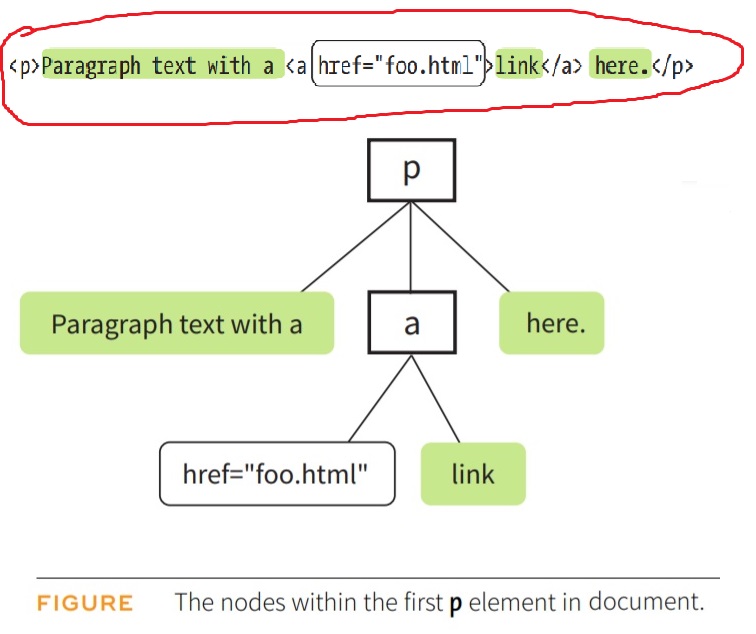 <p>Paragraph text with a <a href="foo.html">link</a> here.</p>
p
Paragraph text with a
a
here.
href="foo.html"
link
FIGURE The nodes within the first p element in document.